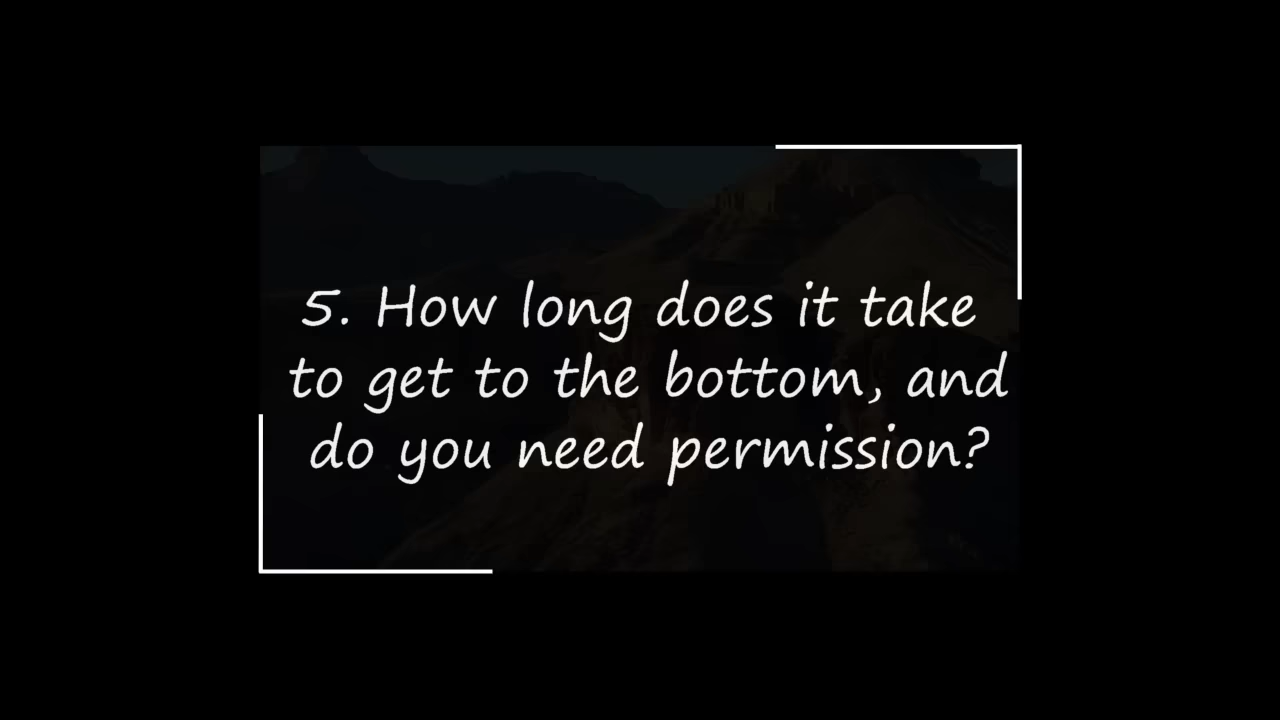 5. How long does it take
to get to the bottom, and
do you need permission?